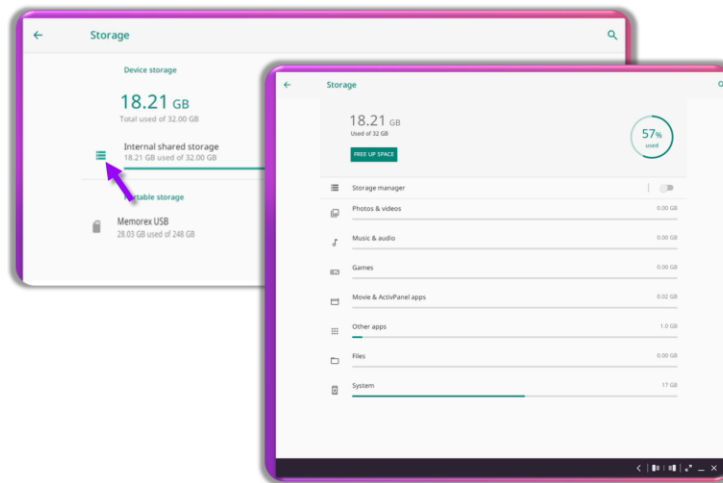 Storage
Device storage
18.21 GB
Total used of 32.00 GB
Internal shared storage
18.21 GB used of 32.00 GB
Portable storage
Memorex USB
28.03 GB used of 248 GB
Storage
18.21 GB
Used of 32 GB
57% used
FREE UP SPACE
Storage manager
Photos & videos 0.00 GB
Music & audio 0.00 GB
Games 0.00 GB
Movie & ActivPanel apps 0.02 GB
Other apps 1.0 GB
Files 0.00 GB
System 17 GB